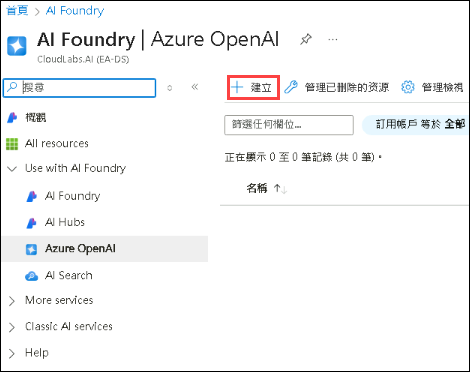 首頁 > AI Foundry
AI Foundry | Azure OpenAI
CloudLabs.AI (EA-DS)
搜尋
概觀
All resources
Use with AI Foundry
AI Foundry
AI Hubs
Azure OpenAI
AI Search
More services
Classic AI services
Help
建立
管理已刪除的資源
管理檢視
篩選任何欄位...
訂用帳戶 等於 全部
正在顯示 0 至 0 筆記錄 (共 0 筆)。
名稱 ↑↓